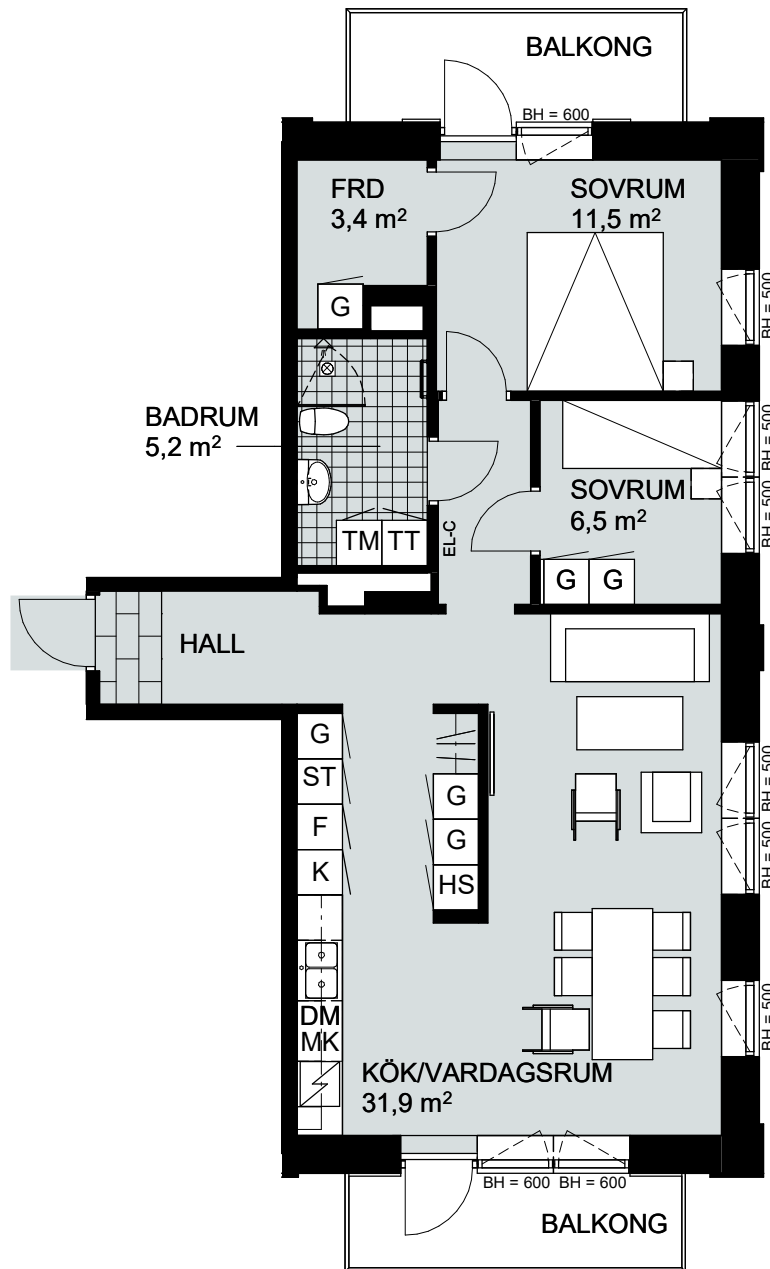 BALKONG
BH = 600
FRD
3,4 m²
SOVRUM
11,5 m²
BH = 500
G
BADRUM
5,2 m²
BH = 500
BH = 500
SOVRUM
6,5 m²
TM TT
EL-C
G G
HALL
G
ST
F
K
G
G
HS
BH = 500
BH = 500
DM
MK
BH = 500
KÖK/VARDAGSRUM
31,9 m²
BH = 600 BH = 600
BALKONG